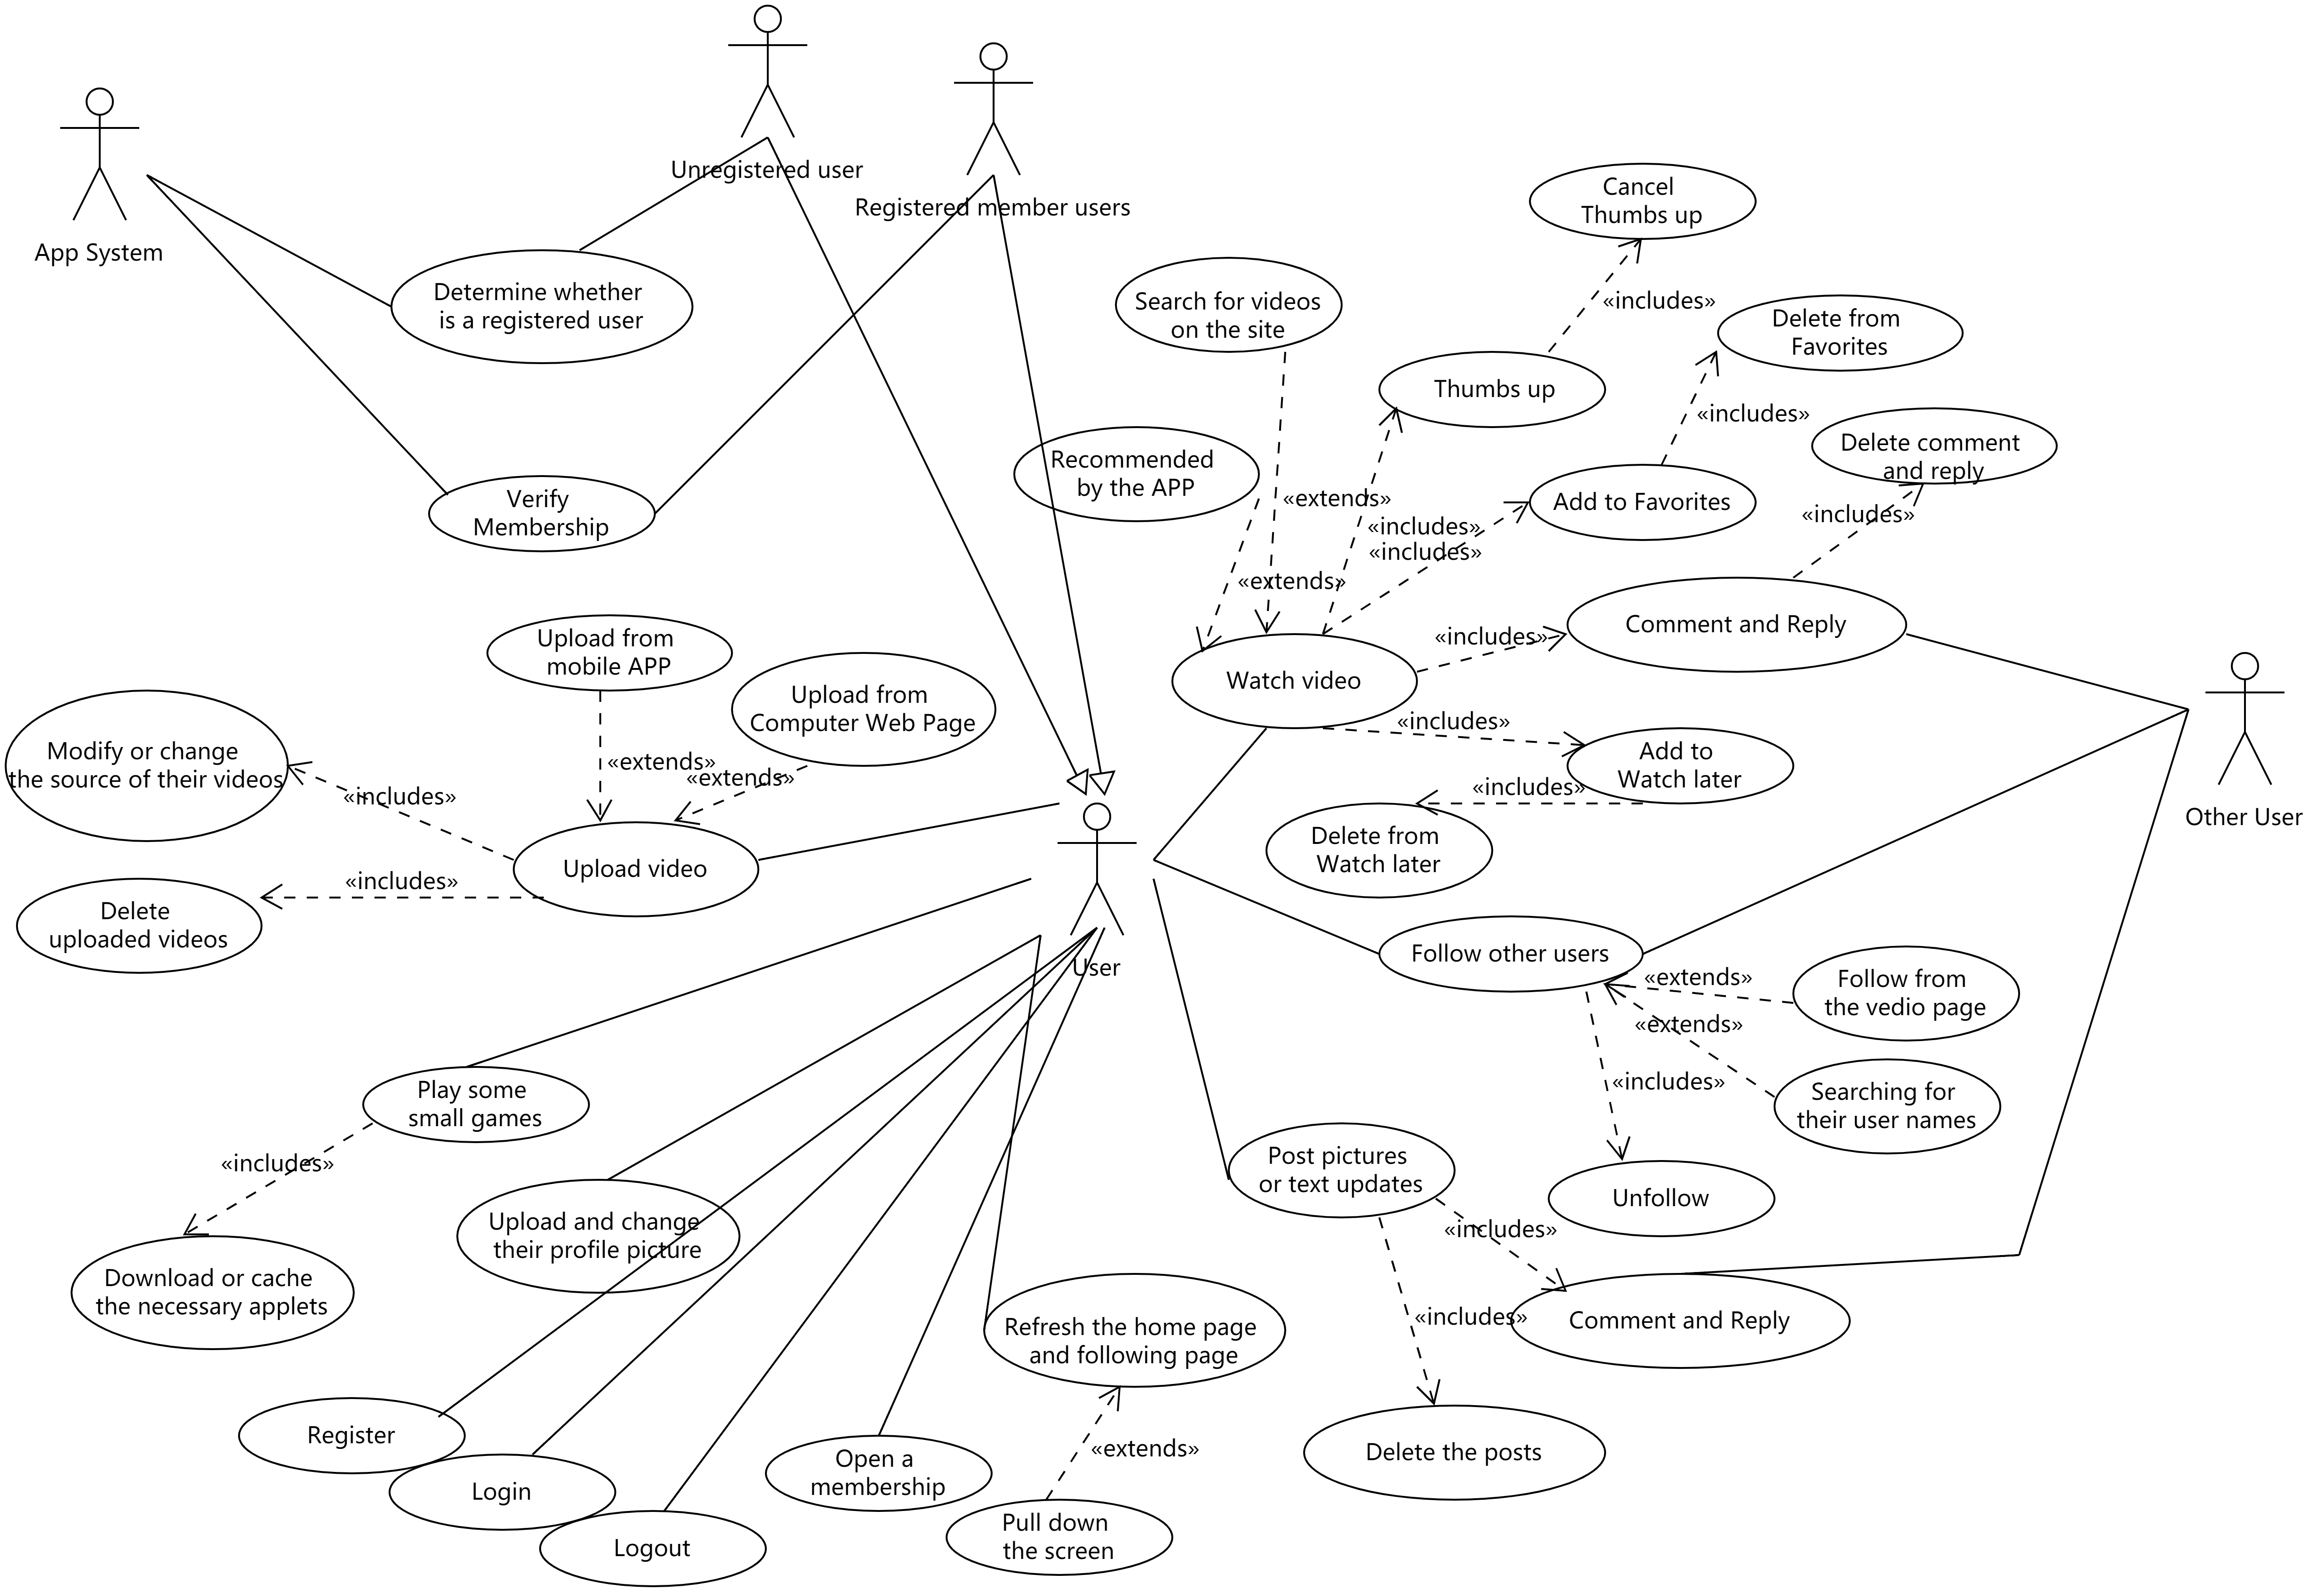 Unregistered user
Registered member users
App System
Cancel
Thumbs up
Determine whether
is a registered user
Search for videos
on the site
«includes»
Delete from
Favorites
Thumbs up
«includes»
Delete comment
and reply
Recommended
by the APP
Verify
Membership
«extends»
Add to Favorites
«includes»
«includes»
«includes»
«extends»
Upload from
mobile APP
Comment and Reply
«includes»
Watch video
Upload from
Computer Web Page
Modify or change
the source of their videos
«includes»
Add to
Watch later
«extends»
«extends»
«includes»
«includes»
Other User
Delete from
Watch later
Upload video
«includes»
Delete
uploaded videos
User
Follow other users
«extends»
Follow from
the vedio page
«extends»
«includes»
Searching for
their user names
Play some
small games
«includes»
Post pictures
or text updates
Unfollow
Upload and change
their profile picture
«includes»
Download or cache
the necessary applets
Refresh the home page
and following page
«includes»
Comment and Reply
Register
«extends»
Delete the posts
Open a
membership
Login
Pull down
the screen
Logout